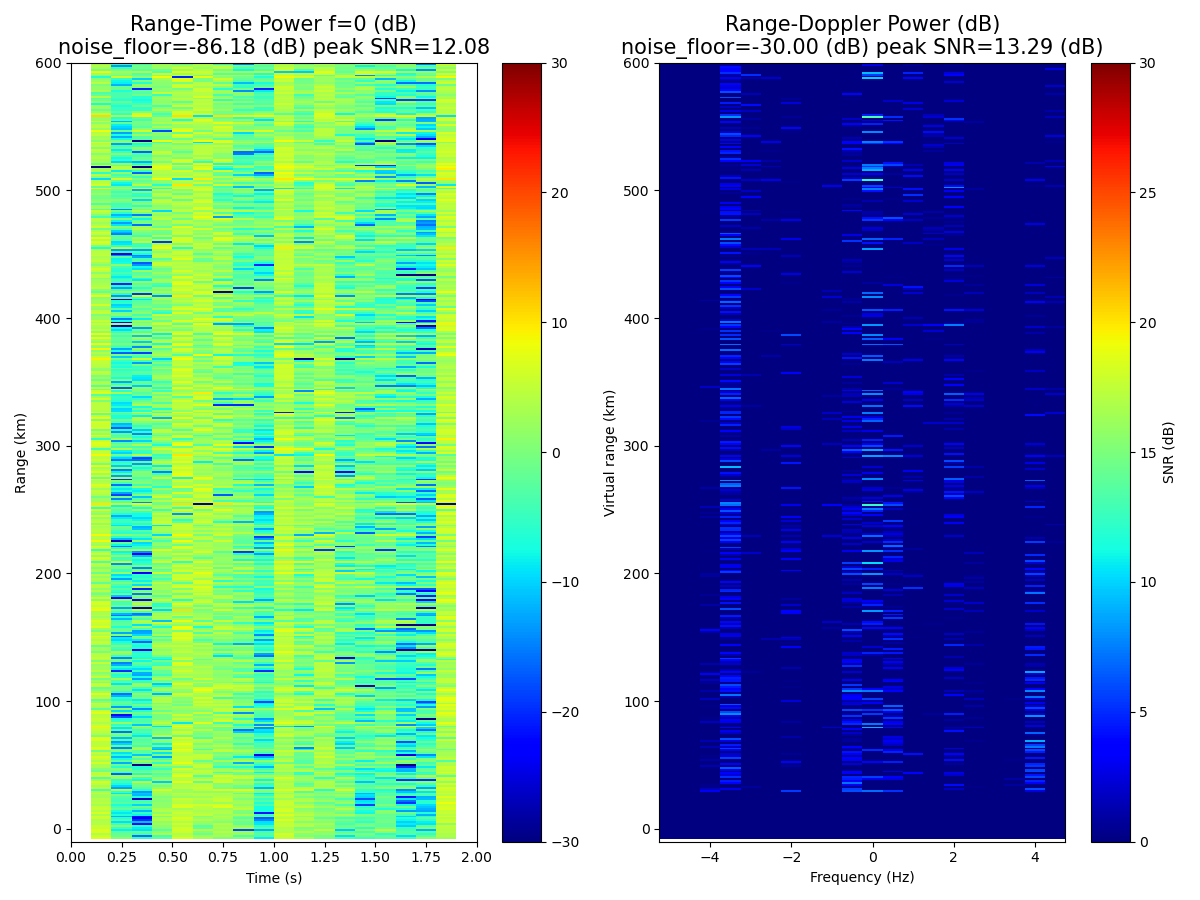 Range-Time Power f=0 (dB)
noise_floor=-86.18 (dB) peak SNR=12.08
Range (km)
600
500
400
300
200
100
0
0.00 0.25 0.50 0.75 1.00 1.25 1.50 1.75 2.00
Time (s)
30
20
10
0
−10
−20
−30
Range-Doppler Power (dB)
noise_floor=-30.00 (dB) peak SNR=13.29 (dB)
Virtual range (km)
600
500
400
300
200
100
0
−4 −2 0 2 4
Frequency (Hz)
30
25
20
15
10
5
0
SNR (dB)